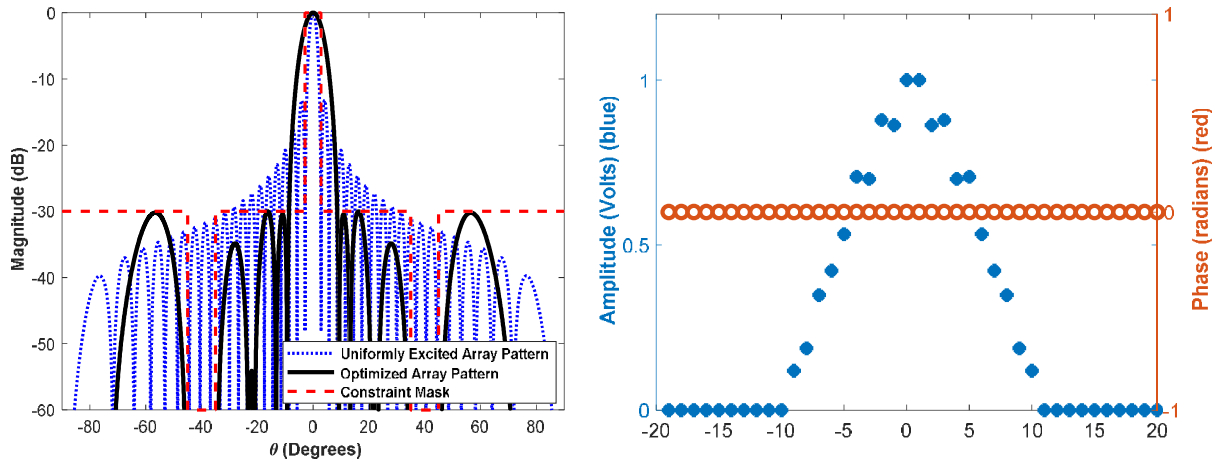 0
-10
-20
-30
-40
-50
-60
Magnitude (dB)
-80 -60 -40 -20 0 20 40 60 80
θ (Degrees)
Uniformly Excited Array Pattern
Optimized Array Pattern
Constraint Mask
1
0.5
0
Amplitude (Volts) (blue)
-20 -15 -10 -5 0 5 10 15 20
1
0
-1
Phase (radians) (red)